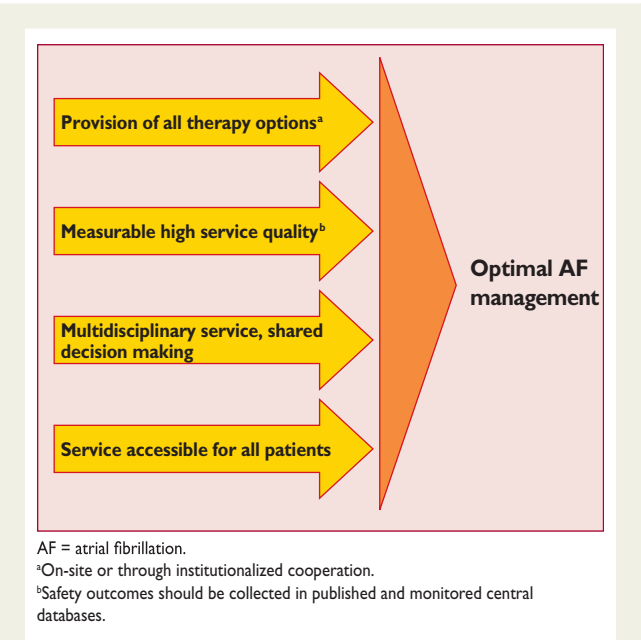 Provision of all therapy optionsᵃ
Measurable high service qualityᵇ
Multidisciplinary service, shared
decision making
Service accessible for all patients
Optimal AF
management
AF = atrial fibrillation.
ᵃOn-site or through institutionalized cooperation.
ᵇSafety outcomes should be collected in published and monitored central
databases.